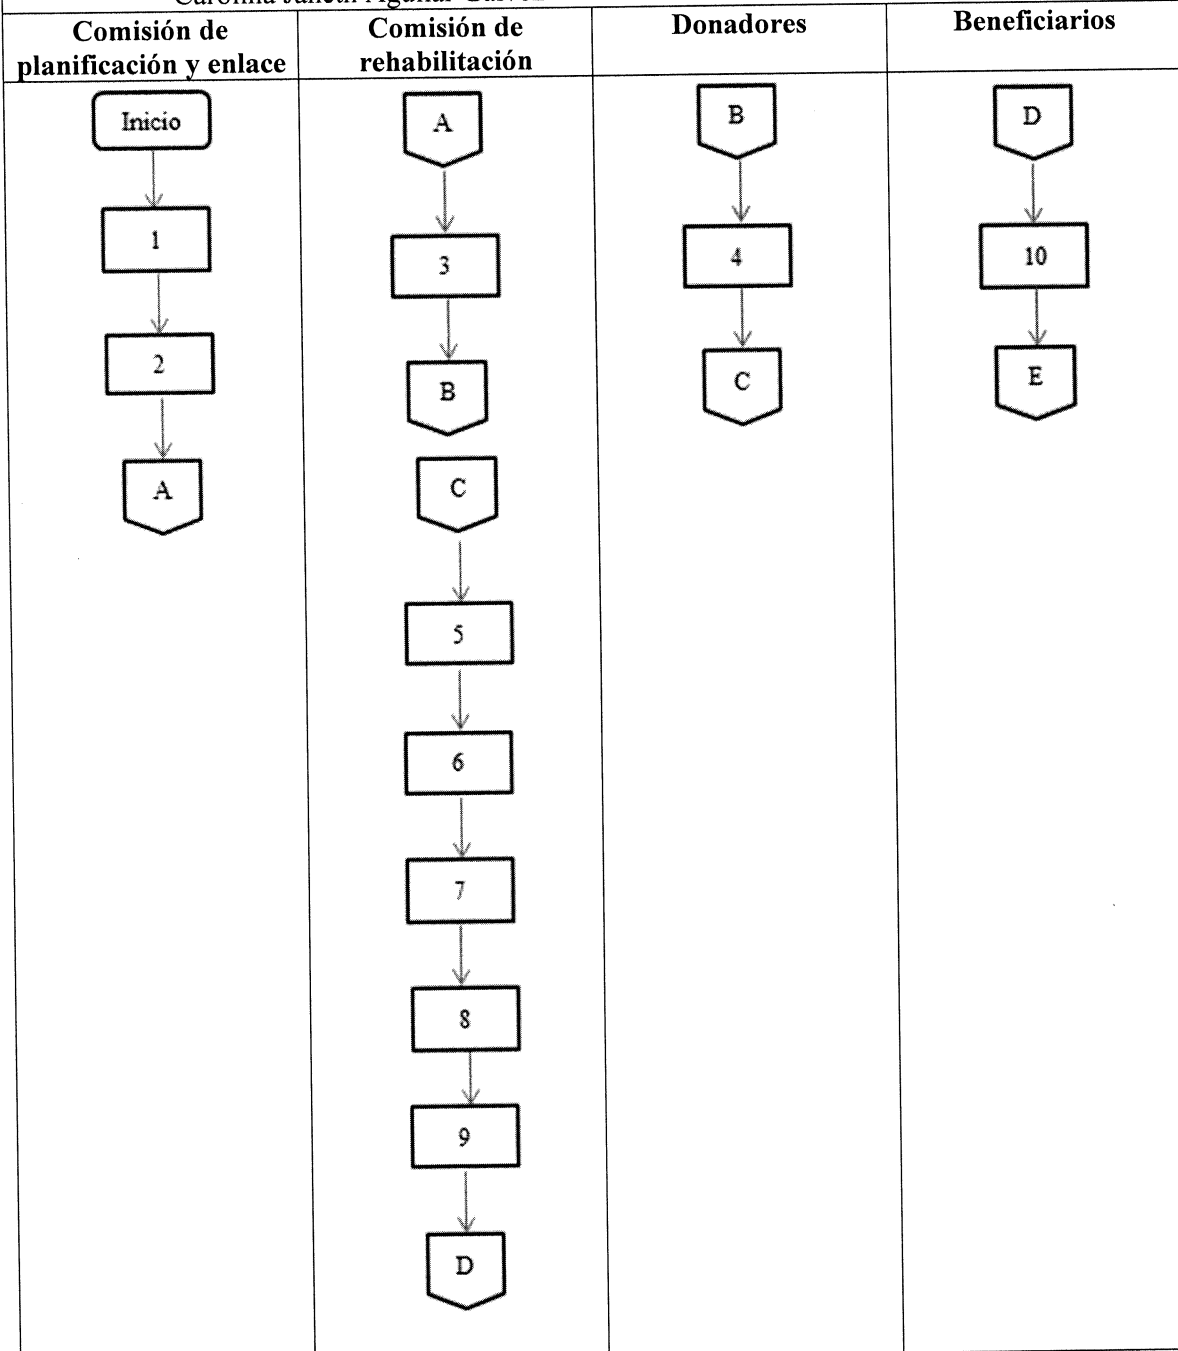 Comisión de
planificación y enlace
Comisión de
rehabilitación
Donadores
Beneficiarios
Inicio
1
2
A
A
3
B
C
5
6
7
8
9
D
B
4
C
D
10
E